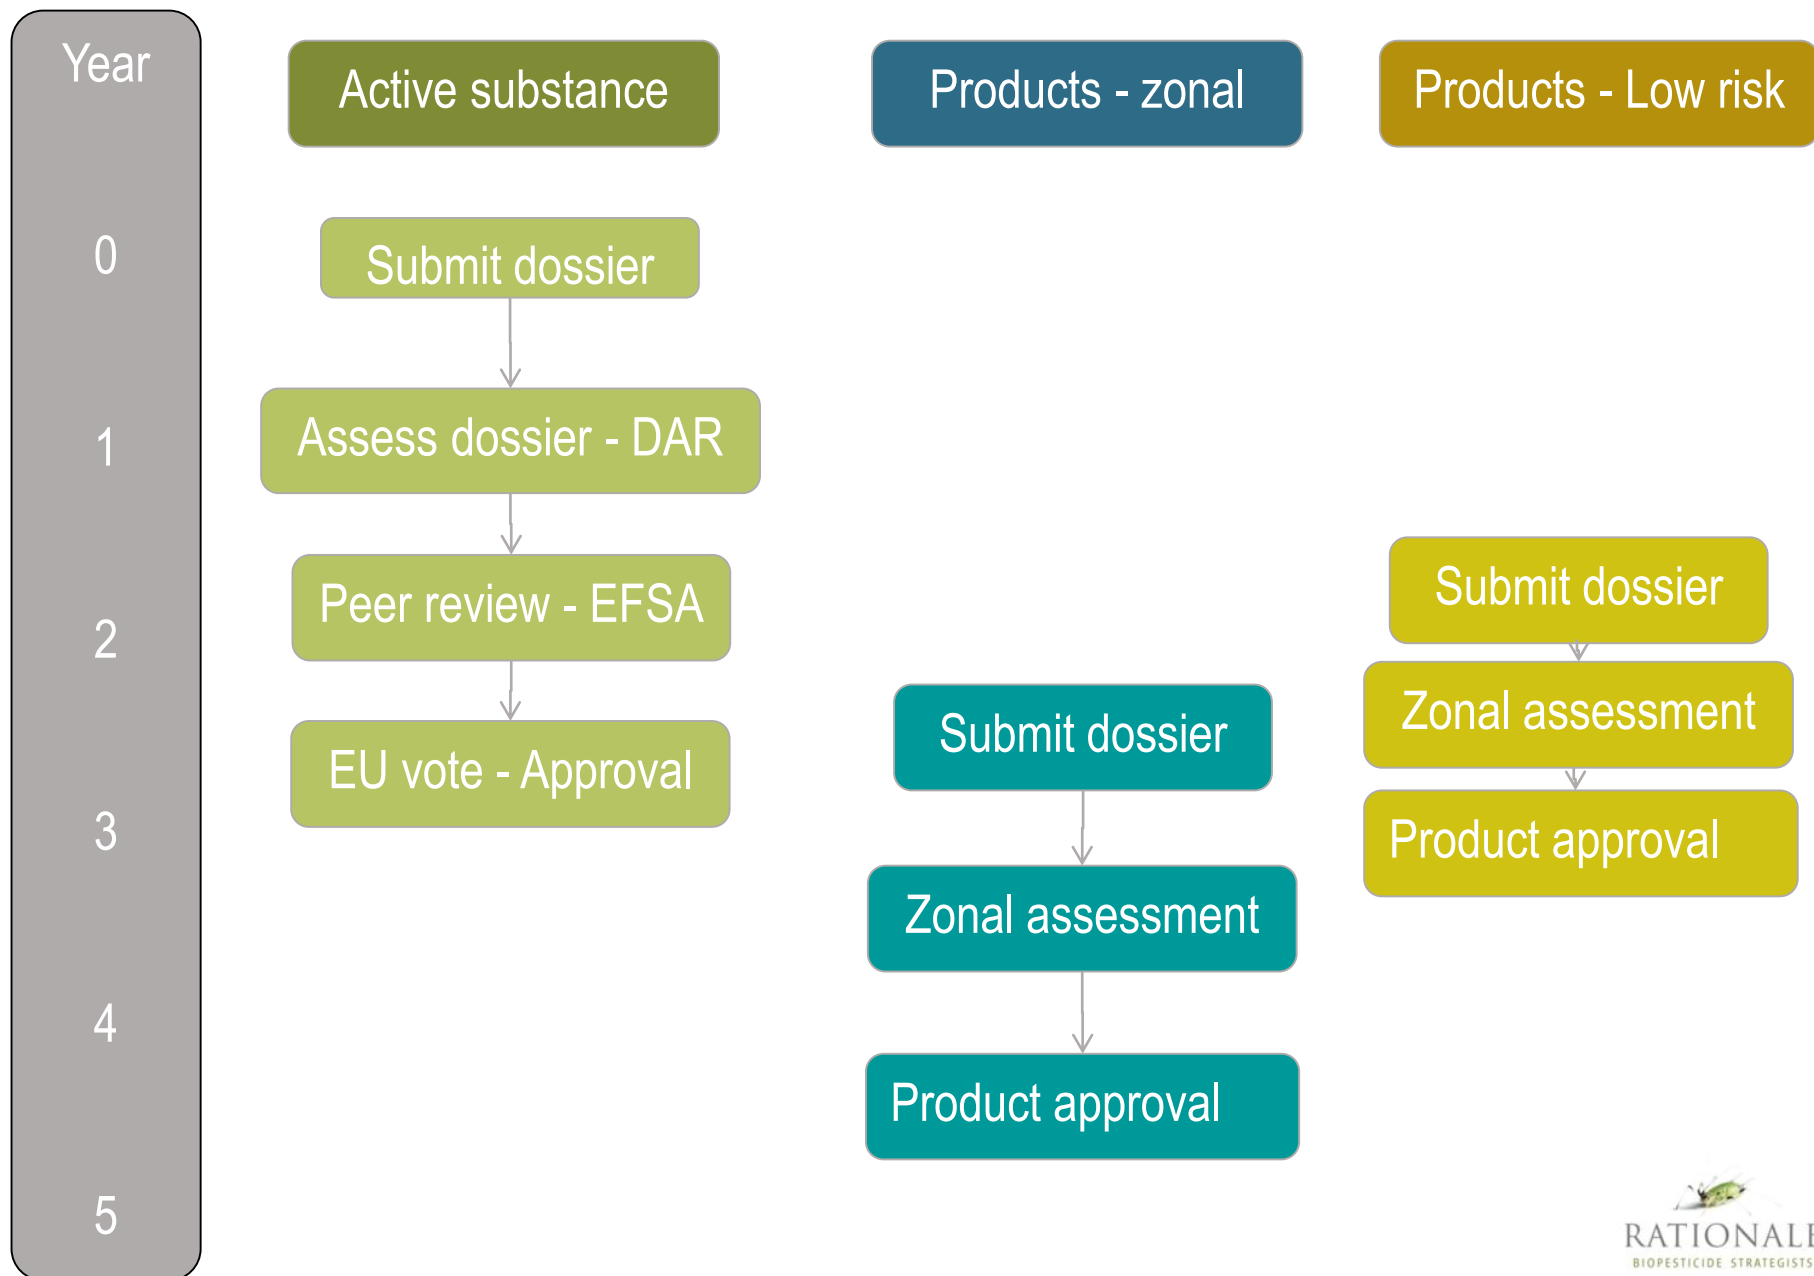 Year
Active substance
Products - zonal
Products - Low risk
0
Submit dossier
1
Assess dossier - DAR
2
Peer review - EFSA
EU vote - Approval
3
4
5
Submit dossier
Zonal assessment
Product approval
Submit dossier
Zonal assessment
Product approval
RATIONALE
BIOPESTICIDE STRATEGISTS